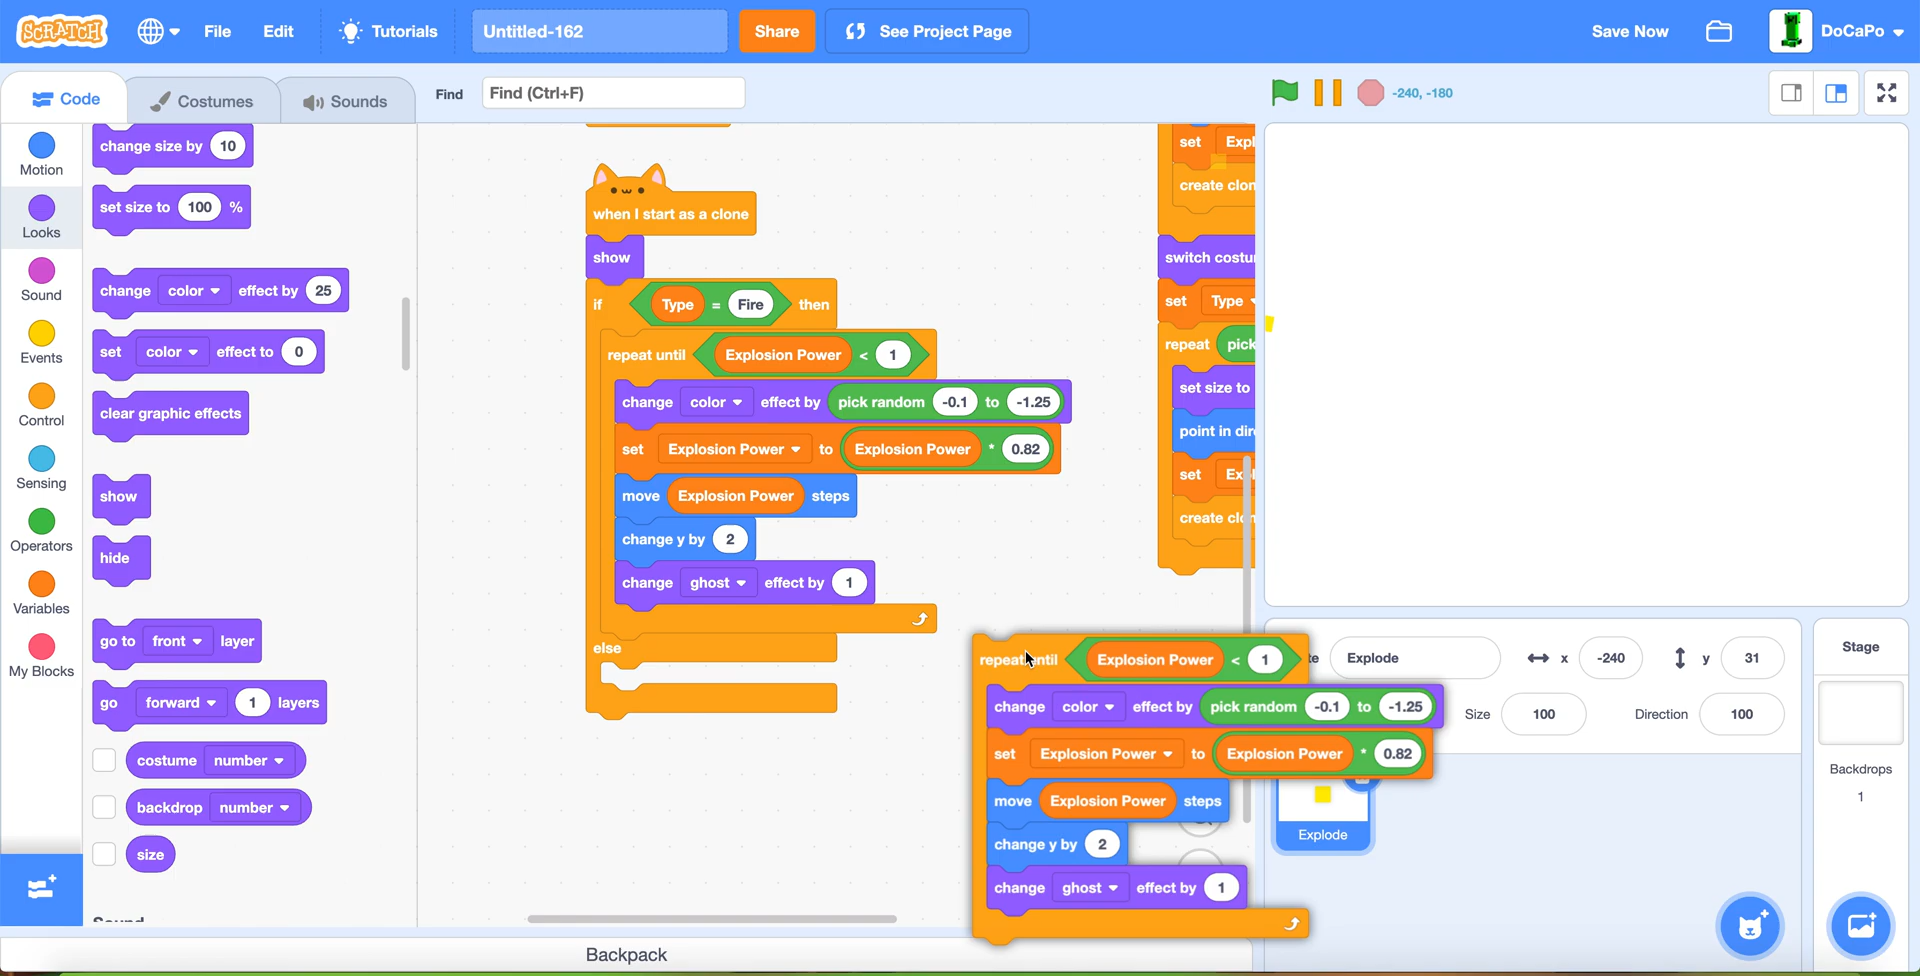 SCRATCH
File
Edit
Tutorials
Untitled-162
Share
See Project Page
Save Now
DoCaPo
Code
Costumes
Sounds
Find
Find (Ctrl+F)
-240, -180
Motion
Looks
Sound
Events
Control
Sensing
Operators
Variables
My Blocks
change size by 10
set size to 100 %
change color effect by 25
set color effect to 0
clear graphic effects
show
hide
go to front layer
go forward 1 layers
costume number
backdrop number
size
when I start as a clone
show
if Type = Fire then
repeat until Explosion Power < 1
change color effect by pick random -0.1 to -1.25
set Explosion Power to Explosion Power * 0.82
move Explosion Power steps
change y by 2
change ghost effect by 1
else
set Expl
create clon
switch costu
set Type
repeat pick
set size to
point in dire
set Ex
create clon
repeat until Explosion Power < 1
change color effect by pick random -0.1 to -1.25
set Explosion Power to Explosion Power * 0.82
move Explosion Power steps
change y by 2
change ghost effect by 1
Backpack
te Explode x -240 y 31
Size 100 Direction 100
Explode
Stage
Backdrops
1